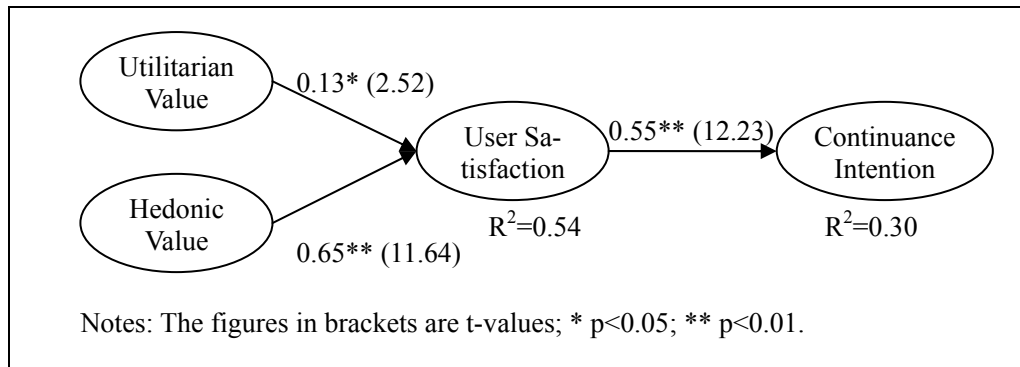 Utilitarian
Value
0.13* (2.52)
User Sa-
tisfaction
0.55** (12.23)
Continuance
Intention
Hedonic
Value
0.65** (11.64)
R²=0.54
R²=0.30
Notes: The figures in brackets are t-values; * p<0.05; ** p<0.01.